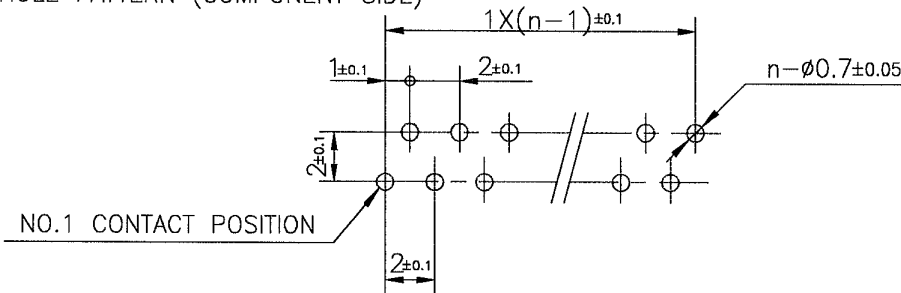 HOLE PATTERN (COMPONENT SIDE)
1X(n-1)±0.1
1±0.1
2±0.1
n-ø0.7±0.05
2±0.1
NO.1 CONTACT POSITION
2±0.1